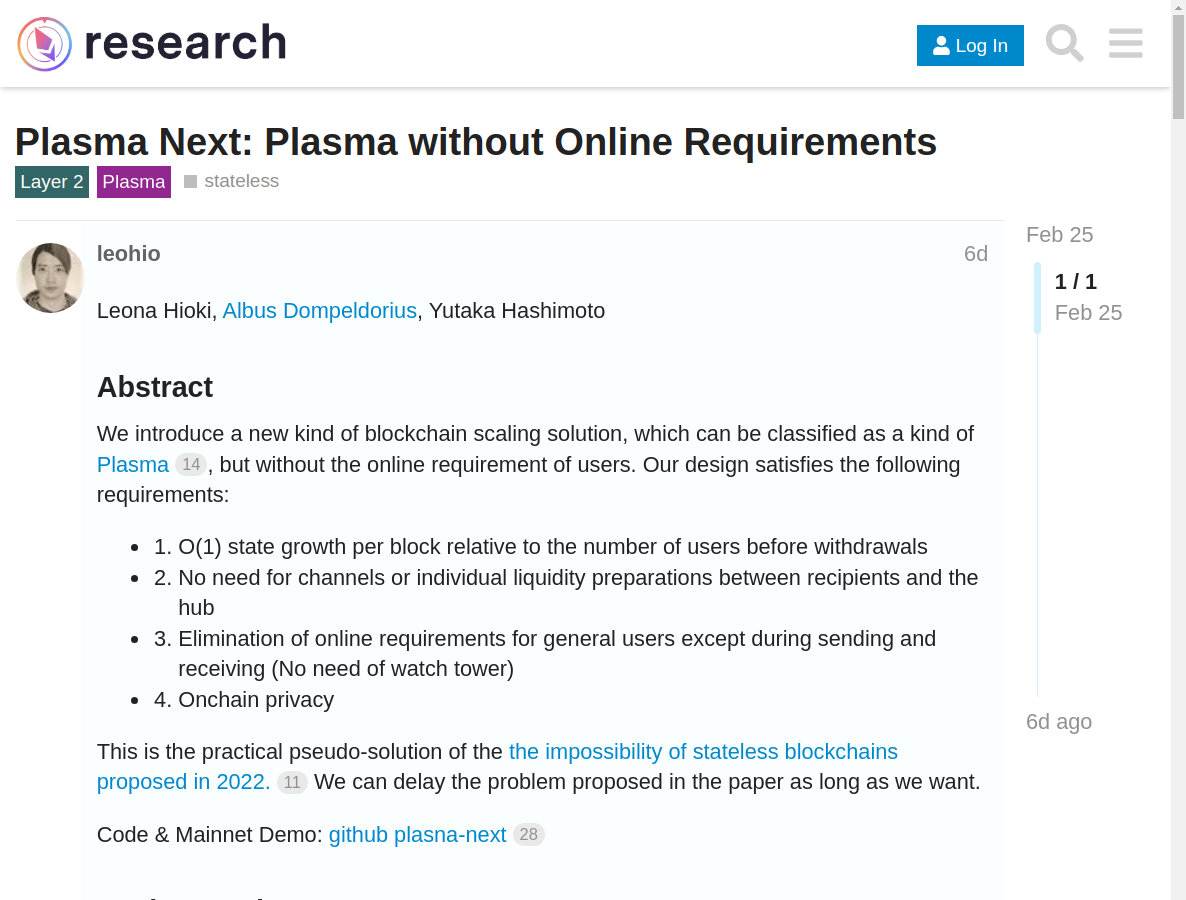 research
Log In
Plasma Next: Plasma without Online Requirements
Layer 2 Plasma stateless
leohio 6d
Leona Hioki, Albus Dompeldorius, Yutaka Hashimoto
Abstract
We introduce a new kind of blockchain scaling solution, which can be classified as a kind of
Plasma 14, but without the online requirement of users. Our design satisfies the following
requirements:
• 1. O(1) state growth per block relative to the number of users before withdrawals
• 2. No need for channels or individual liquidity preparations between recipients and the
hub
• 3. Elimination of online requirements for general users except during sending and
receiving (No need of watch tower)
• 4. Onchain privacy
This is the practical pseudo-solution of the the impossibility of stateless blockchains
proposed in 2022. 11 We can delay the problem proposed in the paper as long as we want.
Code & Mainnet Demo: github plasna-next 28
Feb 25
1 / 1
Feb 25
6d ago